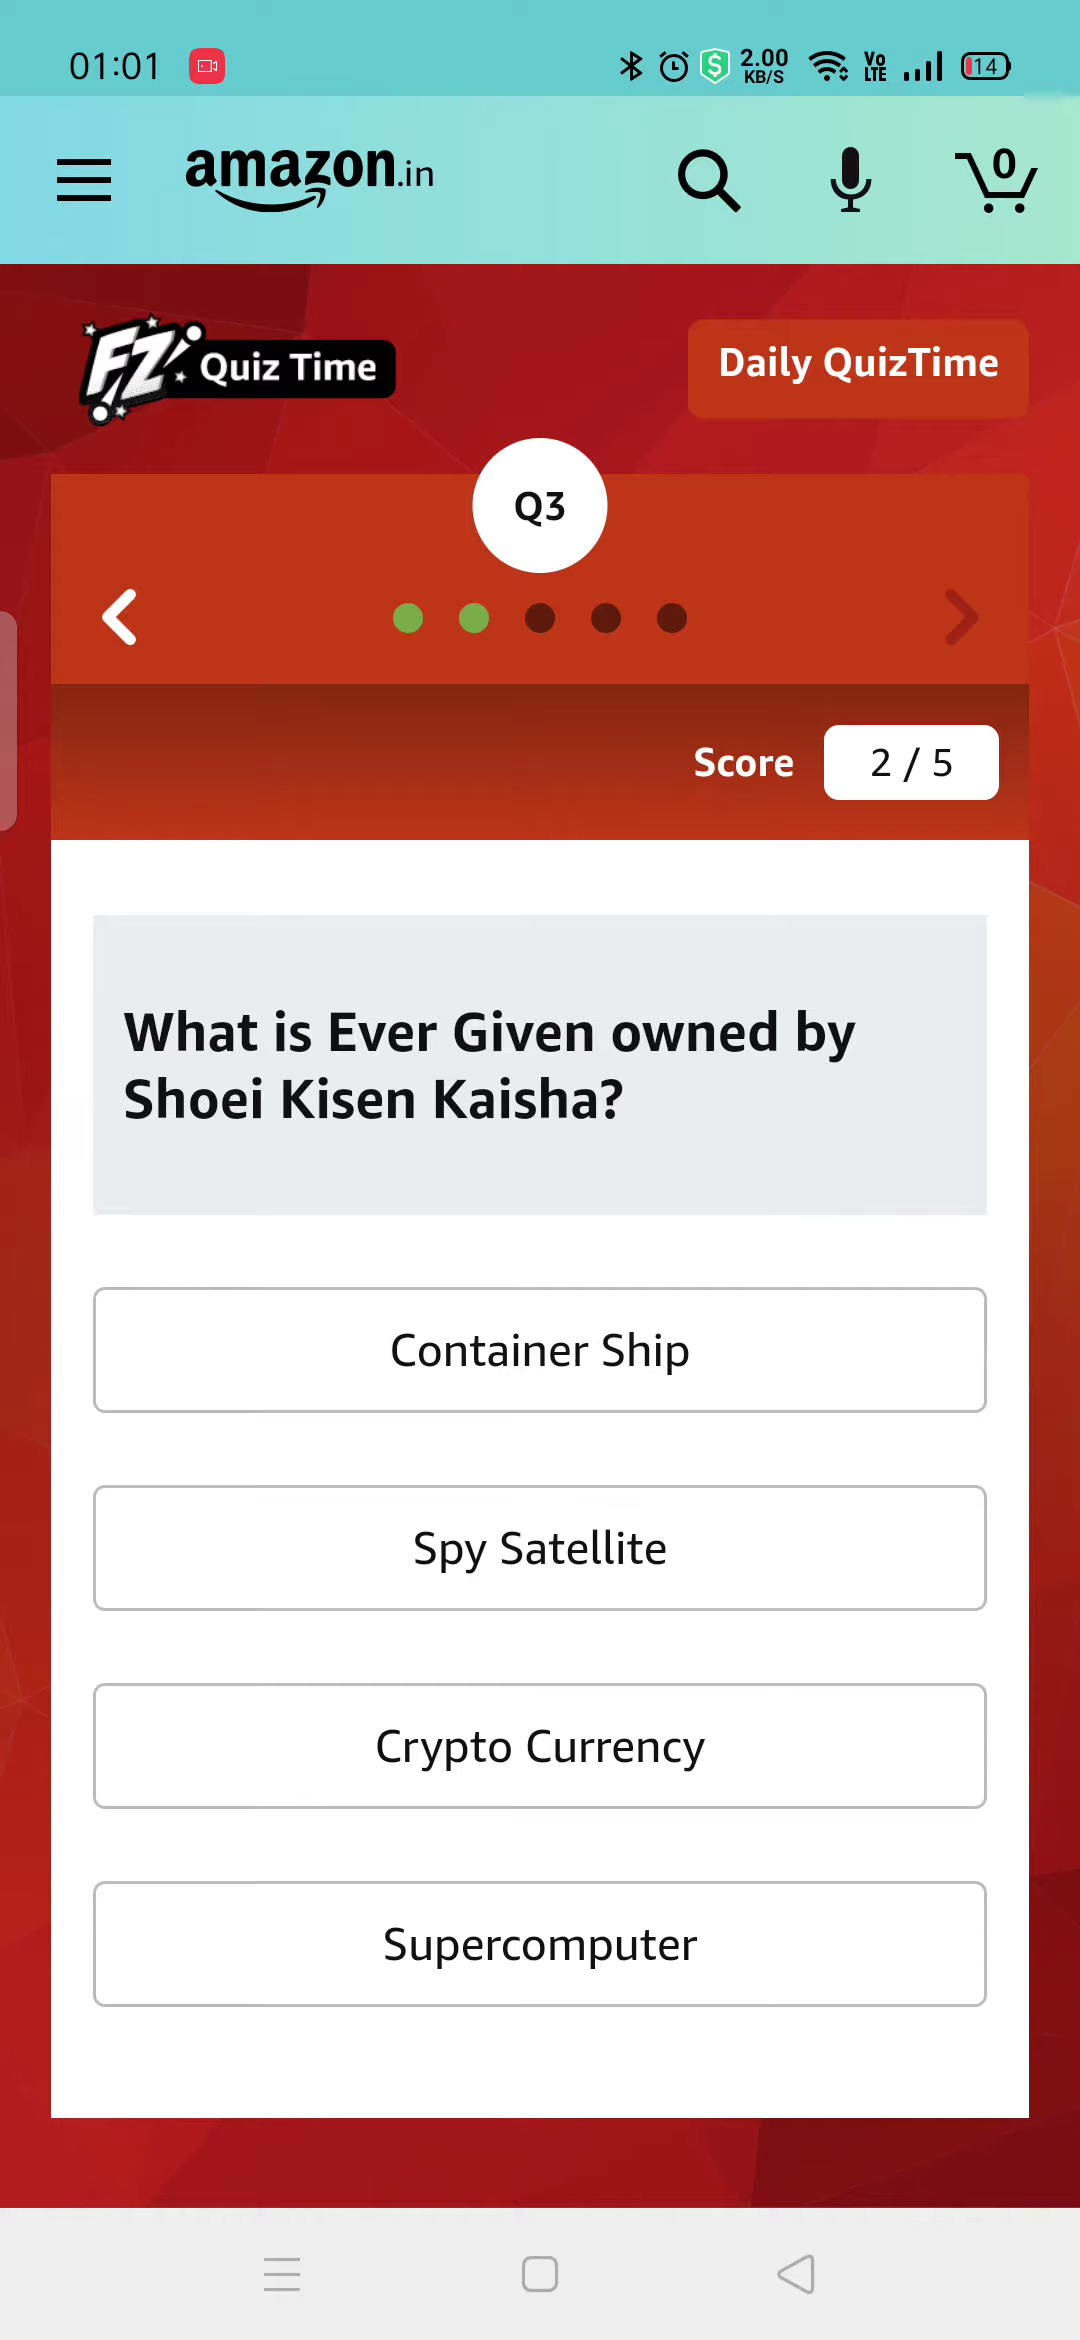 01:01
2.00
KB/S
Vo
LTE
14
amazon.in
0
FZ Quiz Time
Daily QuizTime
Q3
Score
2 / 5
What is Ever Given owned by
Shoei Kisen Kaisha?
Container Ship
Spy Satellite
Crypto Currency
Supercomputer